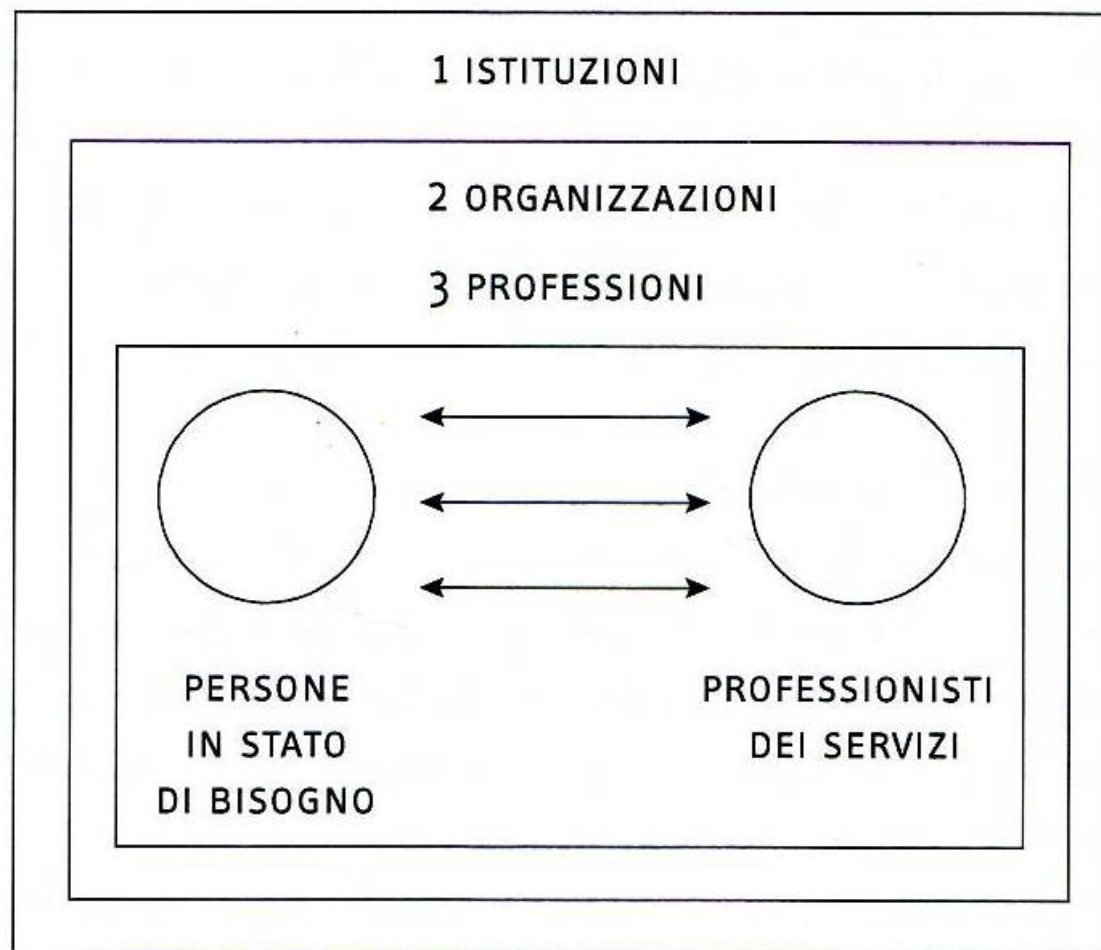 1 ISTITUZIONI
2 ORGANIZZAZIONI
3 PROFESSIONI
PERSONE
IN STATO
DI BISOGNO
PROFESSIONISTI
DEI SERVIZI